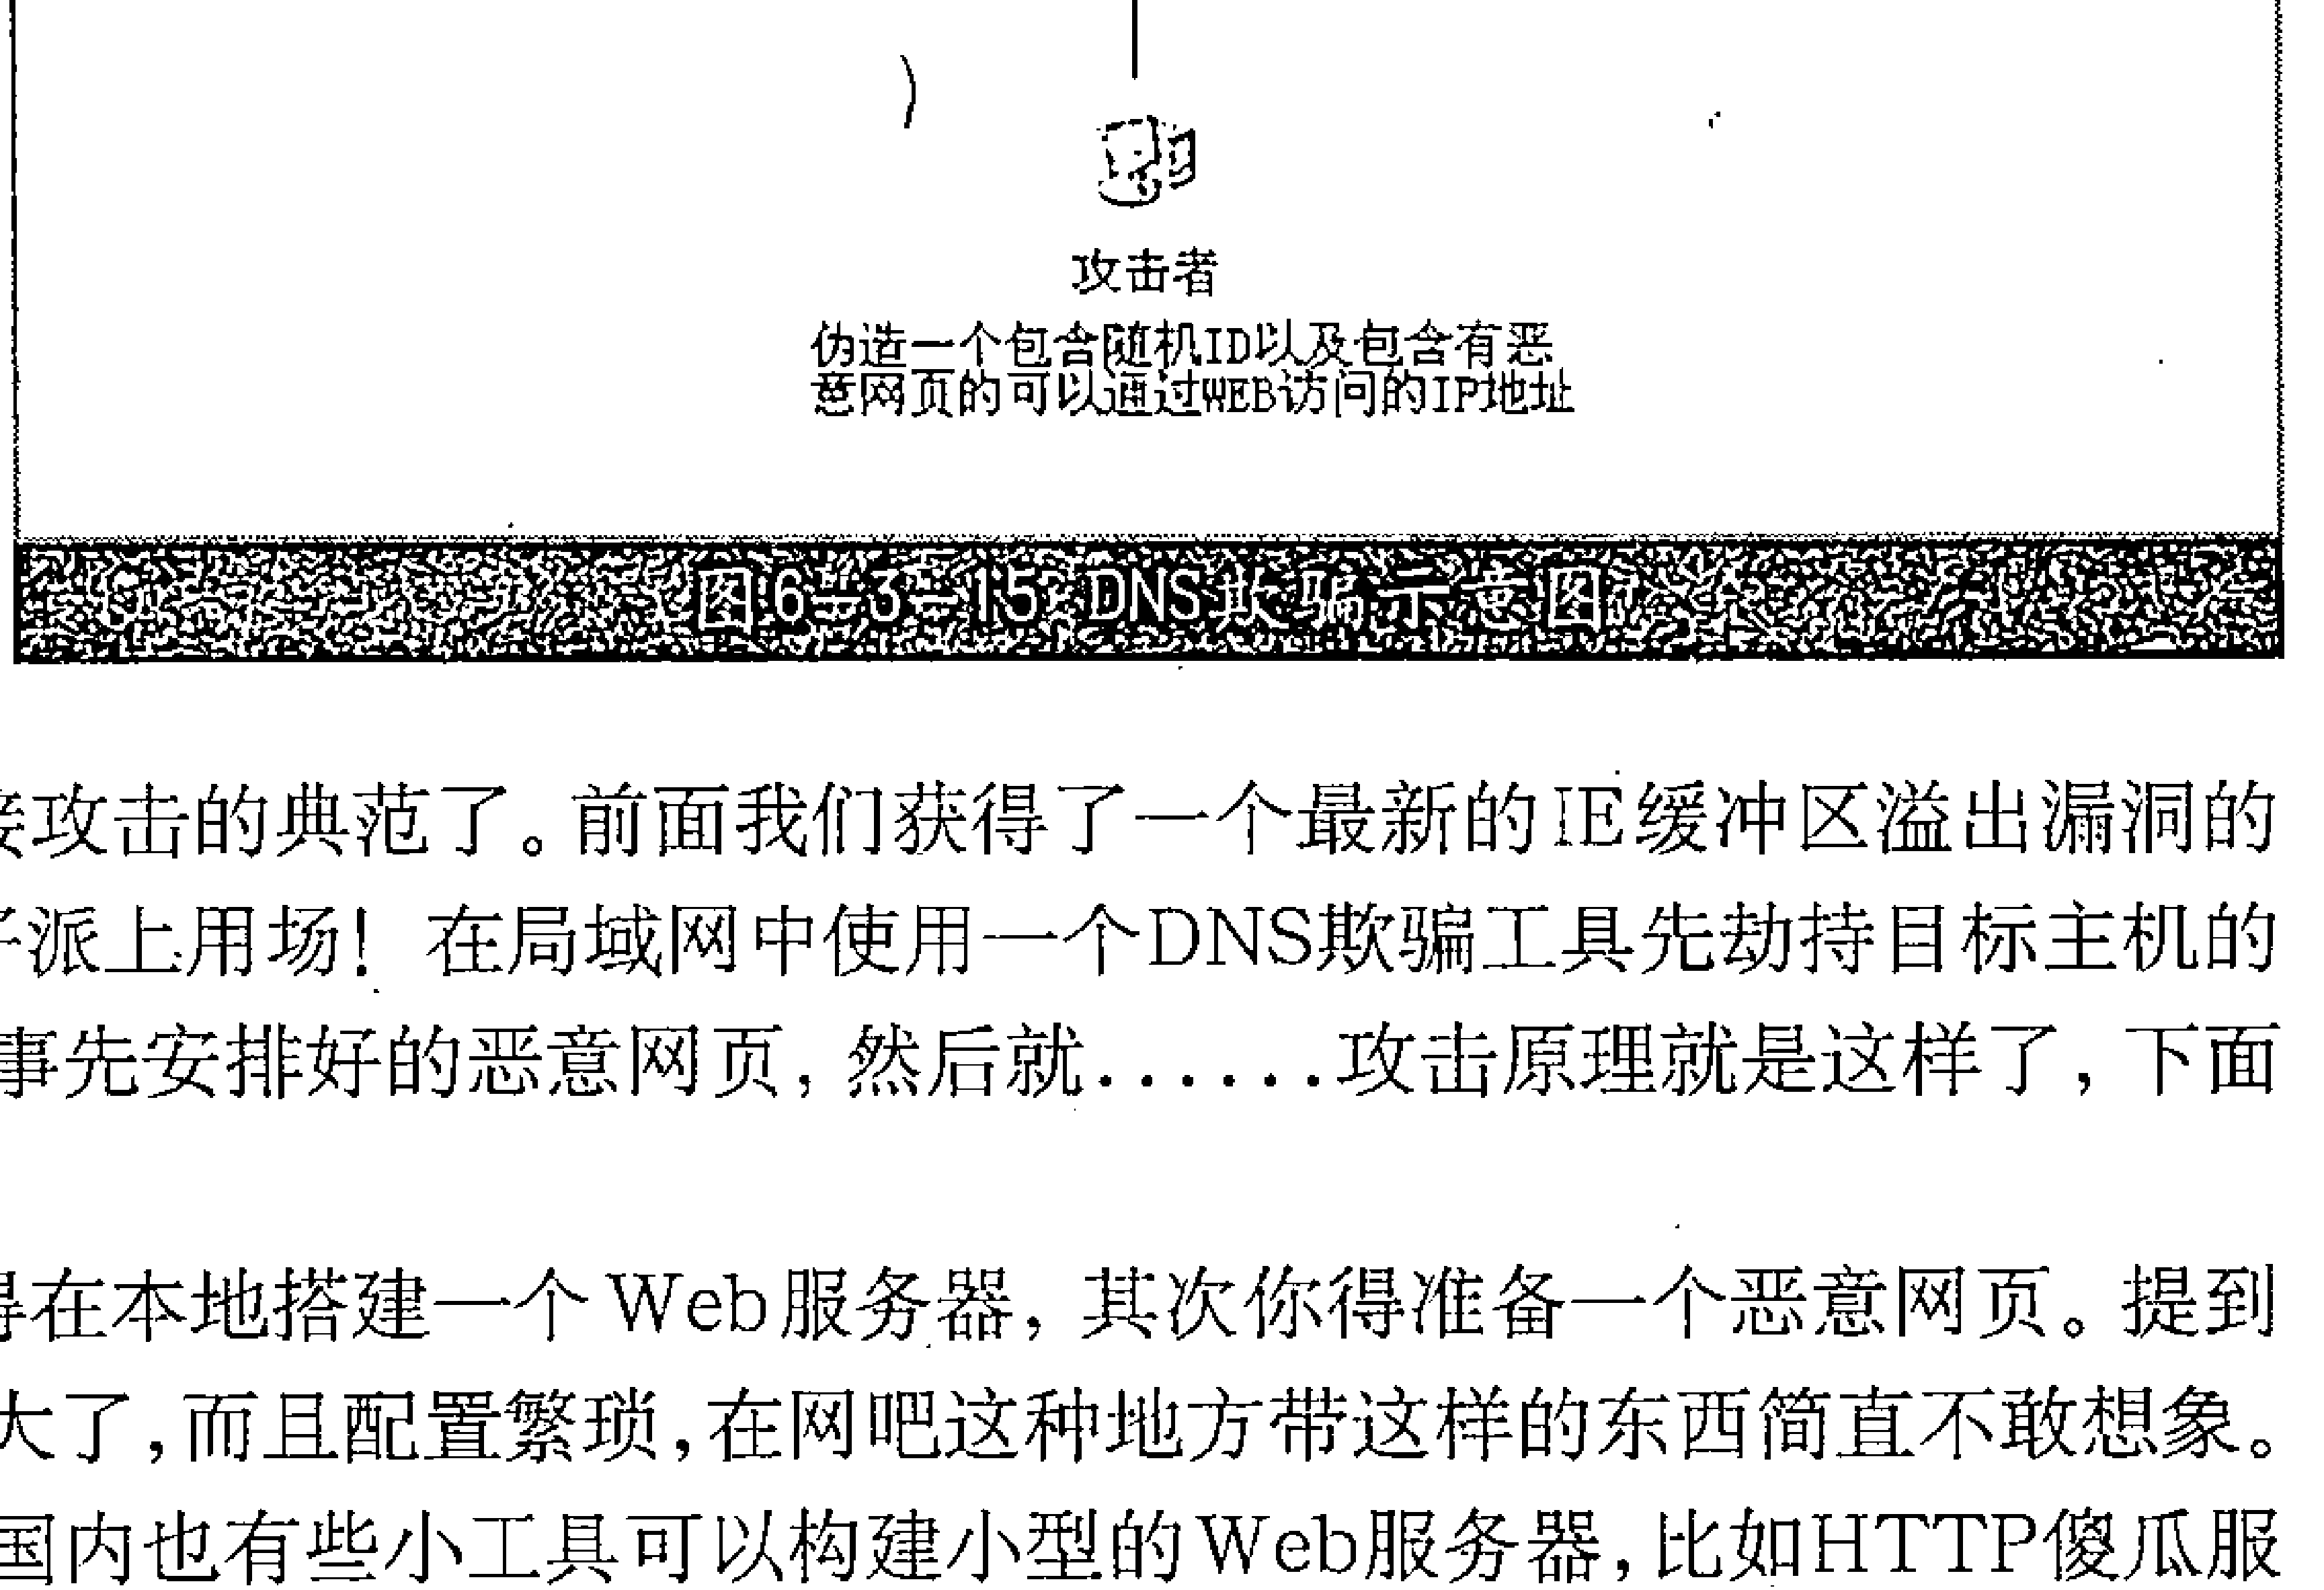 攻击者
伪造一个包含随机ID以及包含有恶
意网页的可以通过WEB访问的IP地址
图6-3-15 DNS欺骗示意图
攻击的典范了。前面我们获得了一个最新的IE缓冲区溢出漏洞的
派上用场！在局域网中使用一个DNS欺骗工具先劫持目标主机的
事先安排好的恶意网页，然后就......攻击原理就是这样了，下面
在本地搭建一个Web服务器，其次你得准备一个恶意网页。提到
大了，而且配置繁琐，在网吧这种地方带这样的东西简直不敢想象。
国内也有些小工具可以构建小型的Web服务器，比如HTTP傻瓜服